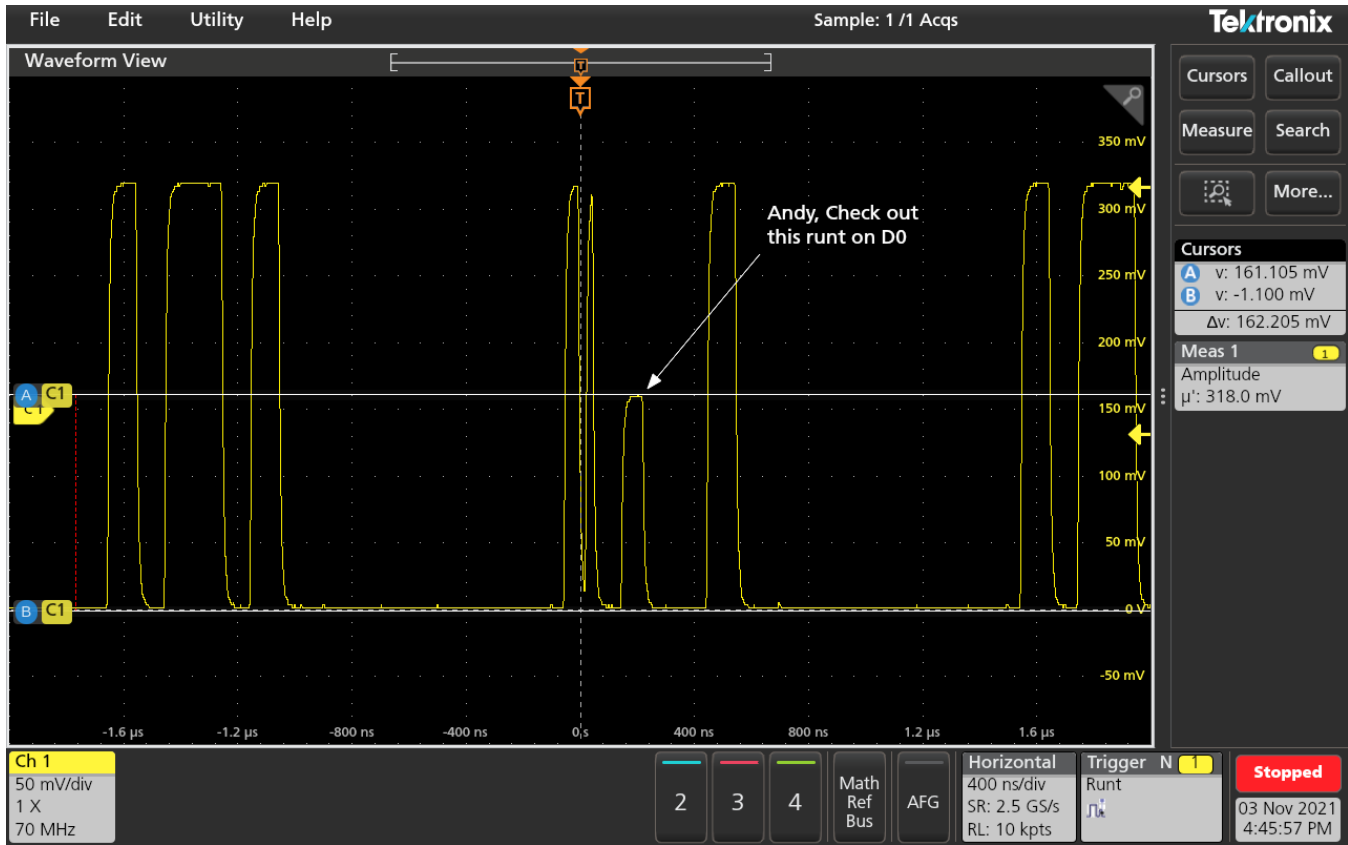 File Edit Utility Help Sample: 1 /1 Acqs Tektronix
Waveform View
T
T
Cursors Callout
Measure Search
More...
350 mV
300 mV
250 mV
200 mV
150 mV
100 mV
50 mV
0 V
-50 mV
Andy, Check out
this runt on D0
A C1
C1
B C1
-1.6 µs -1.2 µs -800 ns -400 ns 0 s 400 ns 800 ns 1.2 µs 1.6 µs
Cursors
A v: 161.105 mV
B v: -1.100 mV
Δv: 162.205 mV
Meas 1 1
Amplitude
µ': 318.0 mV
Ch 1
50 mV/div
1 X
70 MHz
2 3 4
Math
Ref
Bus
AFG
Horizontal
400 ns/div
SR: 2.5 GS/s
RL: 10 kpts
Trigger N 1
Runt
Stopped
03 Nov 2021
4:45:57 PM